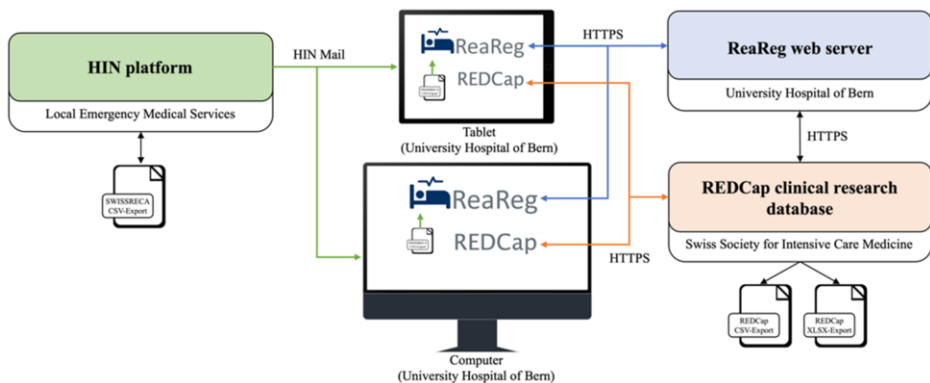 HIN platform
Local Emergency Medical Services
SWISSRECA
CSV-Export
HIN Mail
ReaReg
REDCap
Tablet
(University Hospital of Bern)
ReaReg
REDCap
Computer
(University Hospital of Bern)
HTTPS
HTTPS
ReaReg web server
University Hospital of Bern
HTTPS
REDCap clinical research
database
Swiss Society for Intensive Care Medicine
REDCap
CSV-Export
REDCap
XLSX-Export